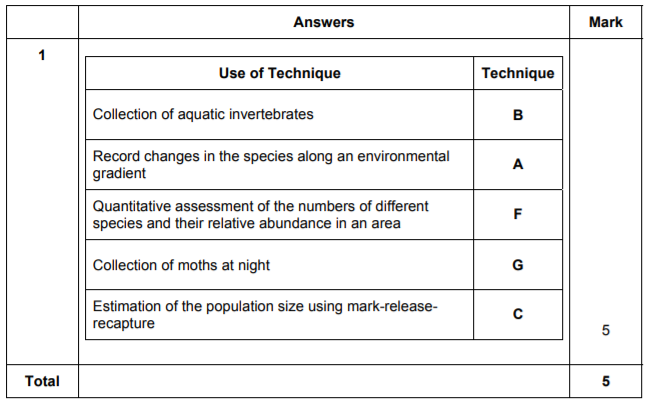 Answers Mark
1
Use of Technique Technique
Collection of aquatic invertebrates B
Record changes in the species along an environmental
gradient
A
Quantitative assessment of the numbers of different
species and their relative abundance in an area
F
Collection of moths at night G
Estimation of the population size using mark-release-
recapture
C
5
Total 5